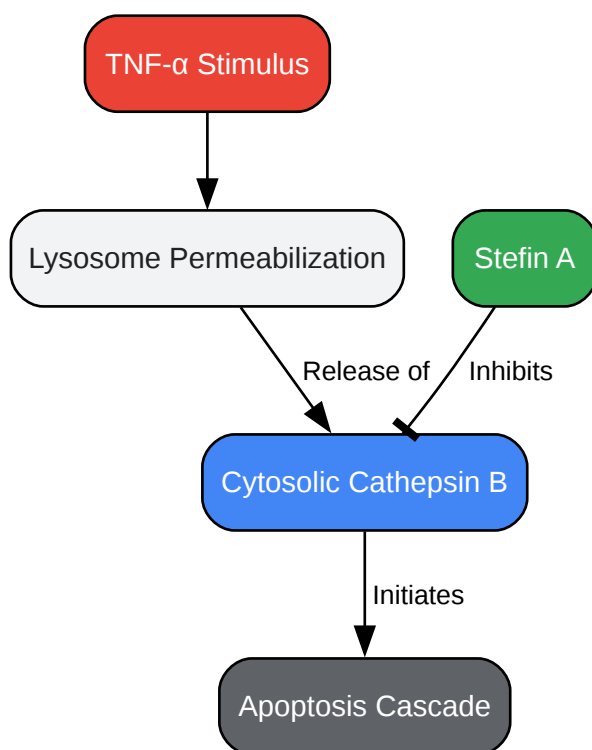 TNF-α Stimulus
Lysosome Permeabilization
Stefin A
Release of
Inhibits
Cytosolic Cathepsin B
Initiates
Apoptosis Cascade